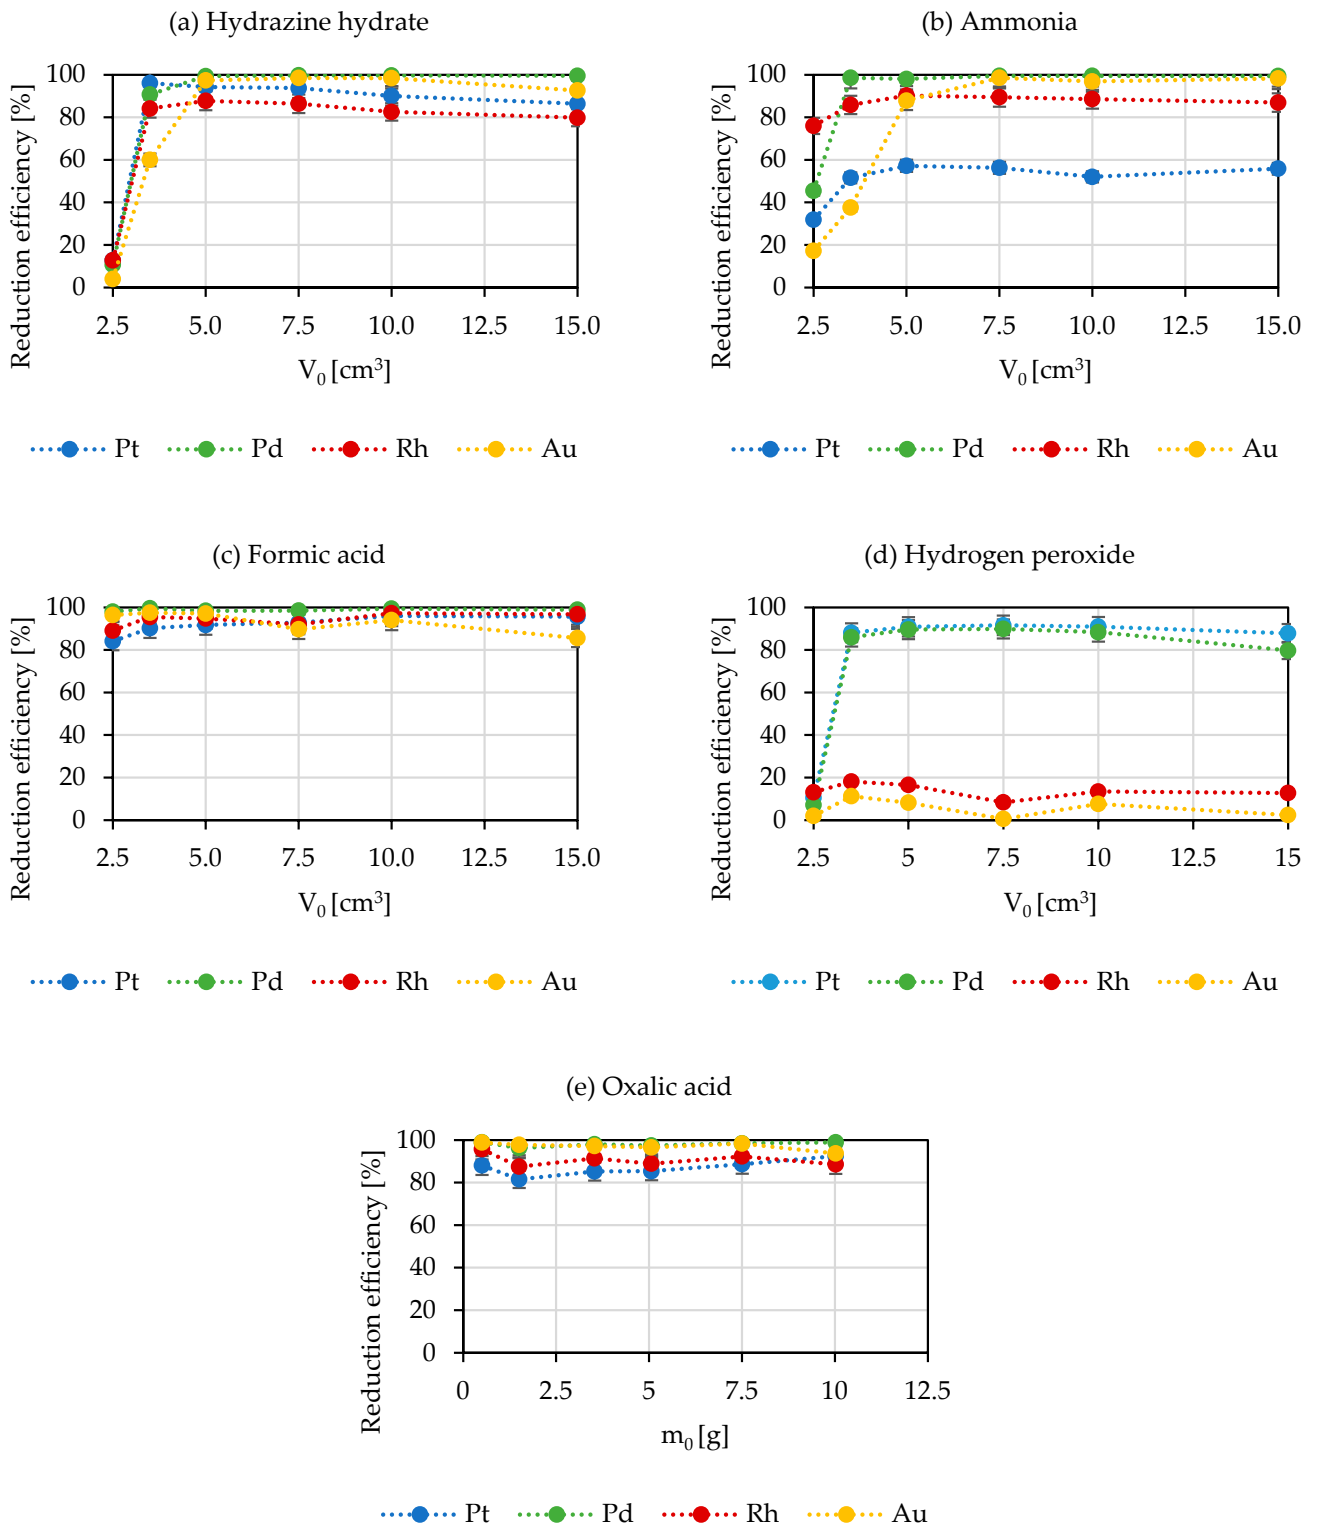 (a) Hydrazine hydrate
Reduction efficiency [%]
100
80
60
40
20
0
2.5 5.0 7.5 10.0 12.5 15.0
V₀ [cm³]
Pt Pd Rh Au
(b) Ammonia
Reduction efficiency [%]
100
80
60
40
20
0
2.5 5.0 7.5 10.0 12.5 15.0
V₀ [cm³]
Pt Pd Rh Au
(c) Formic acid
Reduction efficiency [%]
100
80
60
40
20
0
2.5 5.0 7.5 10.0 12.5 15.0
V₀ [cm³]
Pt Pd Rh Au
(d) Hydrogen peroxide
Reduction efficiency [%]
100
80
60
40
20
0
2.5 5 7.5 10 12.5 15
V₀ [cm³]
Pt Pd Rh Au
(e) Oxalic acid
Reduction efficiency [%]
100
80
60
40
20
0
0 2.5 5 7.5 10 12.5
m₀ [g]
Pt Pd Rh Au